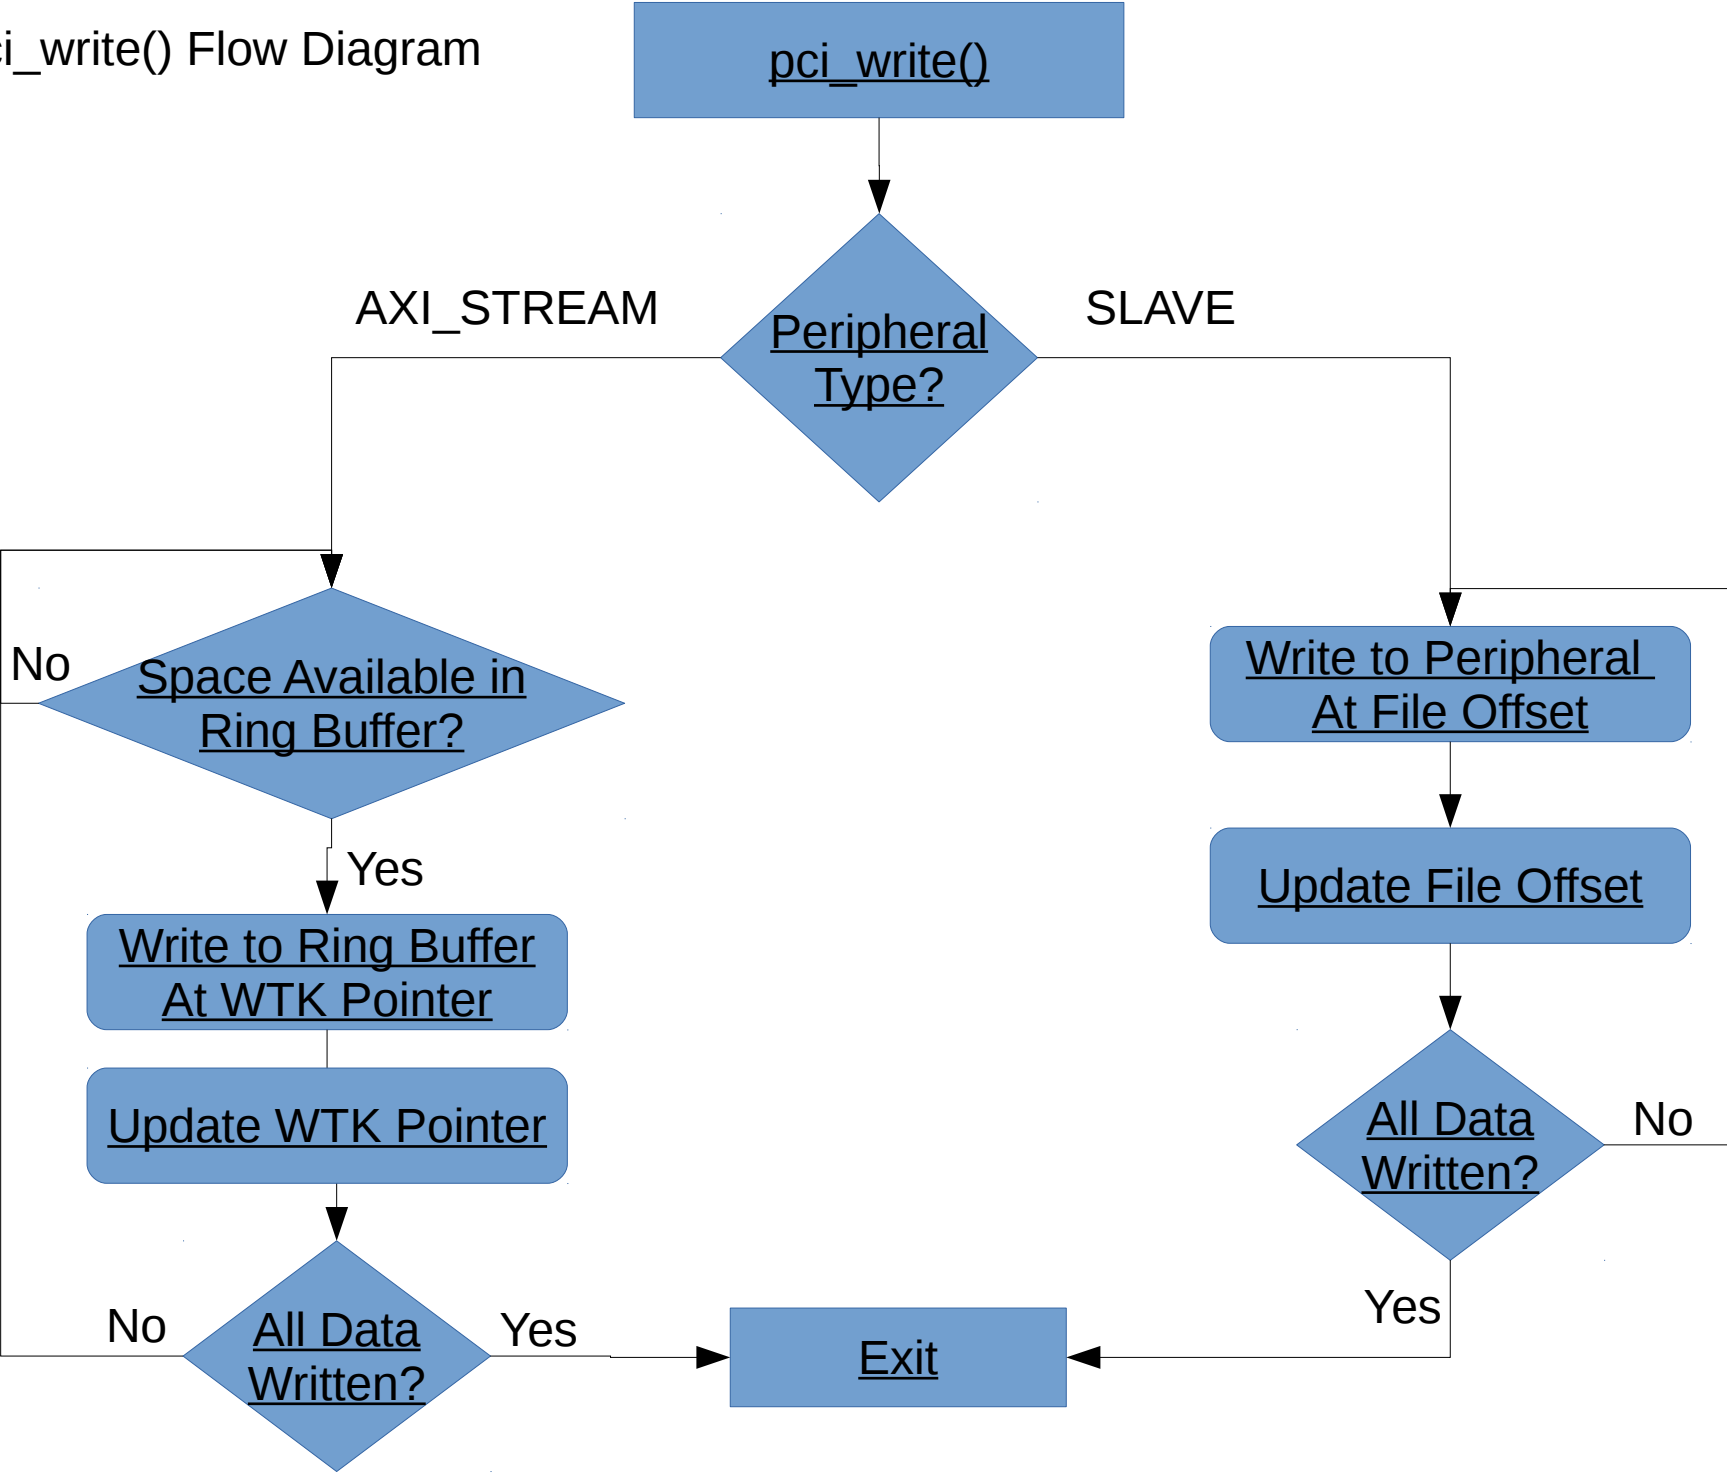 ci_write() Flow Diagram
pci_write()
AXI_STREAM
SLAVE
Peripheral
Type?
No
Space Available in
Ring Buffer?
Write to Peripheral
At File Offset
Yes
Update File Offset
Write to Ring Buffer
At WTK Pointer
Update WTK Pointer
All Data
Written?
No
No
All Data
Written?
Yes
Exit
Yes